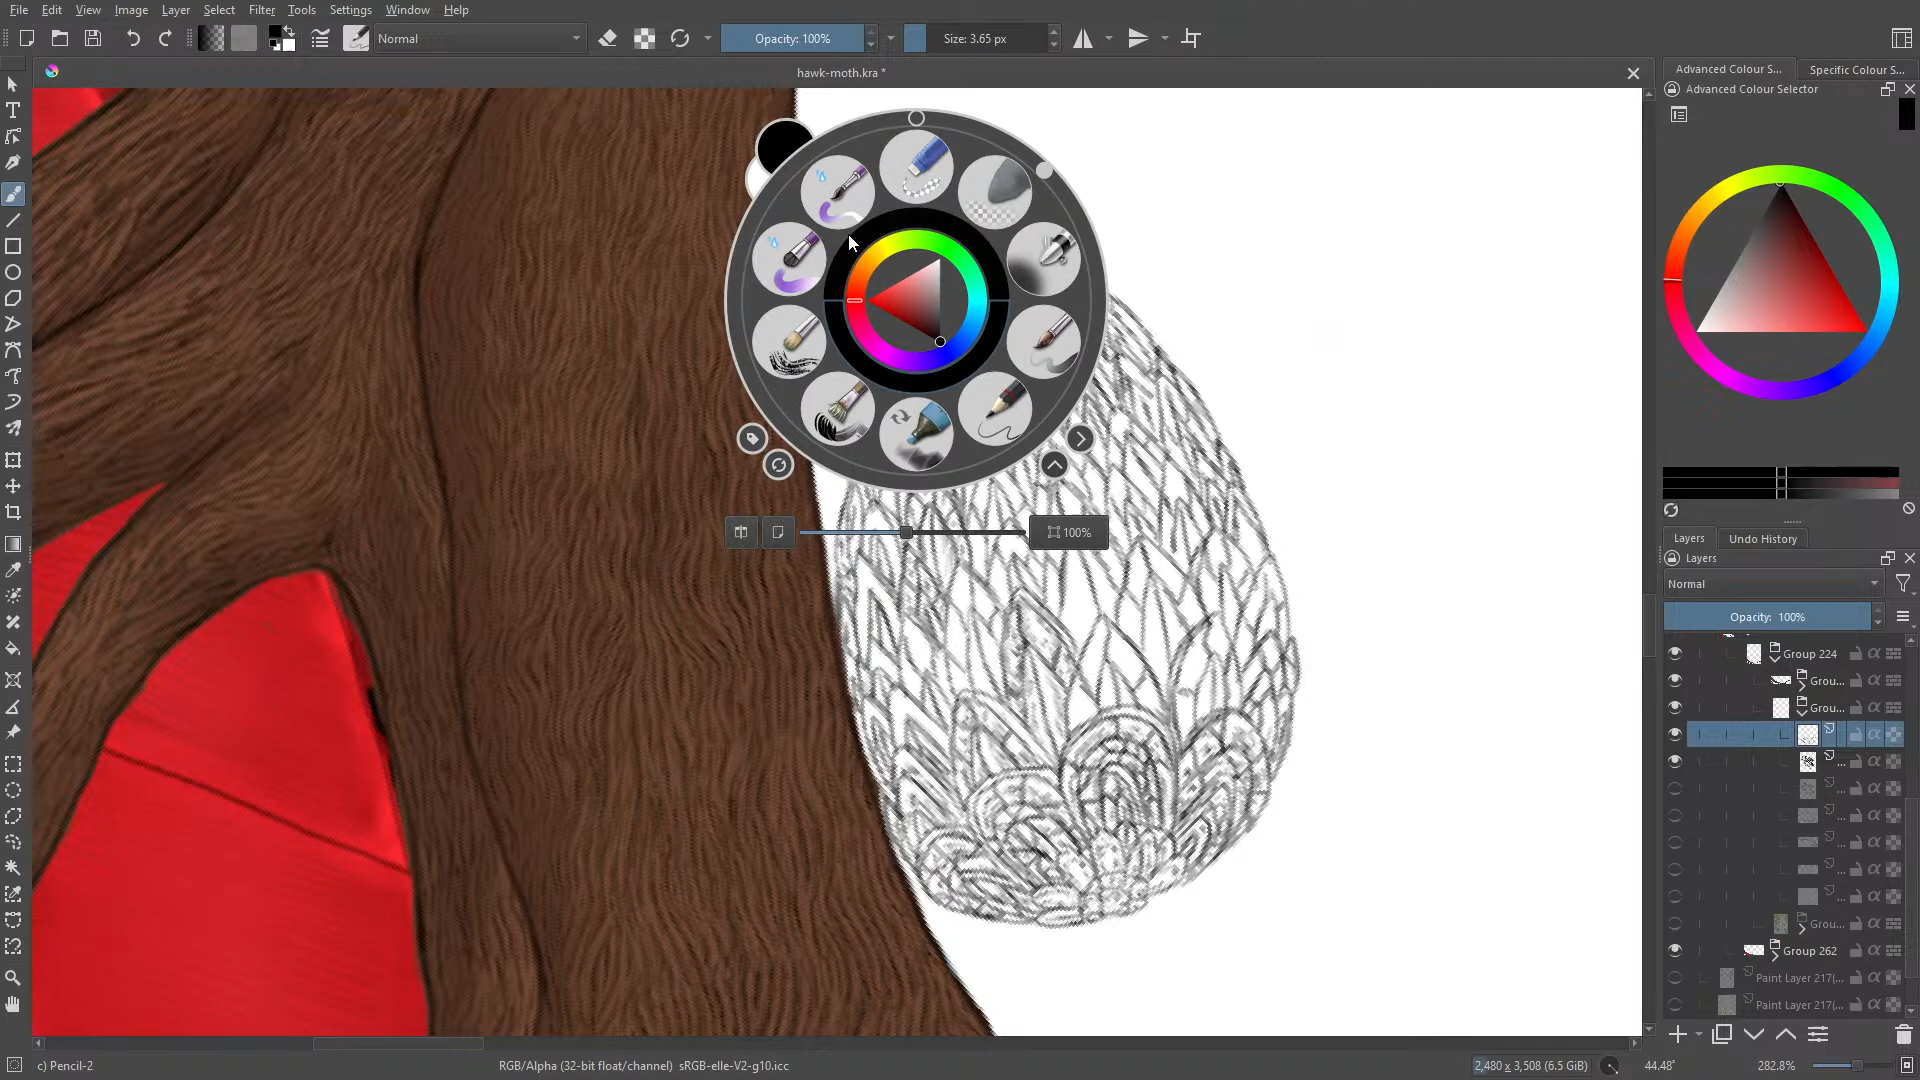 File Edit View Image Layer Select Filter Tools Settings Window Help
Normal Opacity: 100% Size: 3.65 px
hawk-moth.kra *
Advanced Colour S... Specific Colour S...
Advanced Colour Selector
100%
Layers Undo History
Layers
Normal
Opacity: 100%
Group 224
Grou...
Grou...
...
...
...
...
...
...
Grou...
Group 262
Paint Layer 217(...
Paint Layer 217(...
c) Pencil-2 RGB/Alpha (32-bit float/channel) sRGB-elle-V2-g10.icc 2,480 x 3,508 (6.5 GiB) 44.48° 282.8%